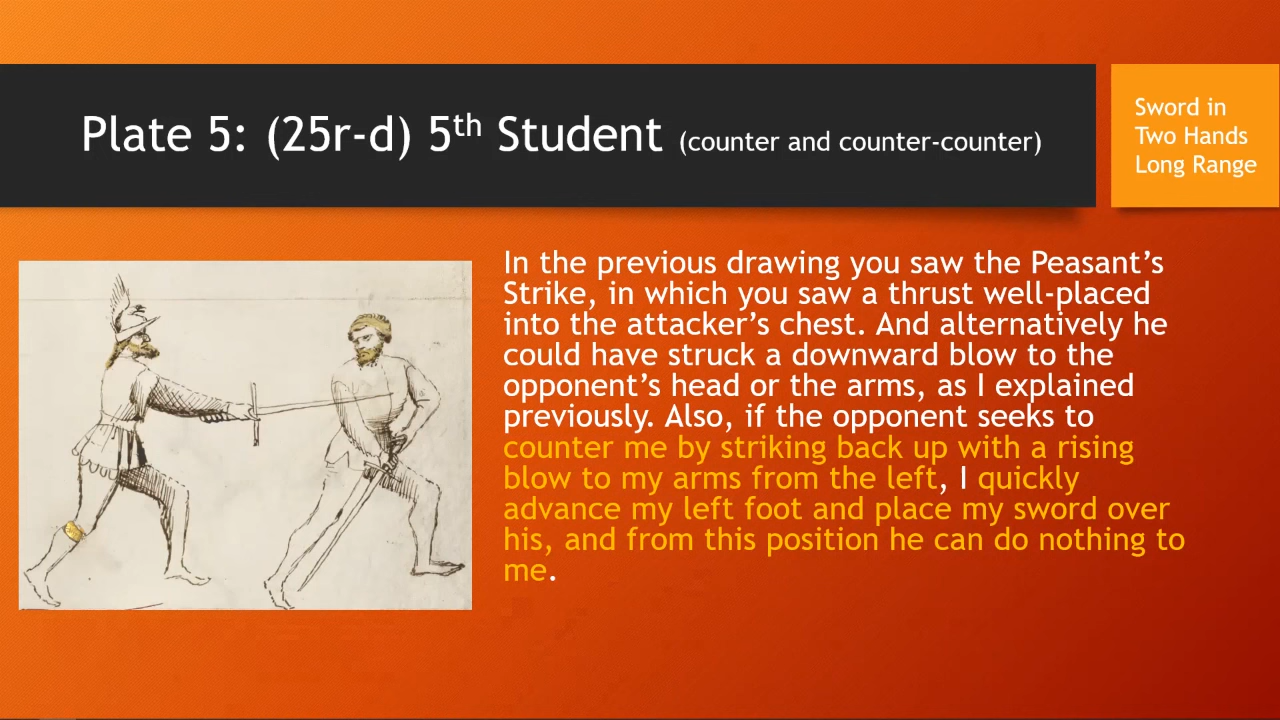 Plate 5: (25r-d) 5th Student (counter and counter-counter)
Sword in
Two Hands
Long Range
In the previous drawing you saw the Peasant’s
Strike, in which you saw a thrust well-placed
into the attacker’s chest. And alternatively he
could have struck a downward blow to the
opponent’s head or the arms, as I explained
previously. Also, if the opponent seeks to
counter me by striking back up with a rising
blow to my arms from the left, I quickly
advance my left foot and place my sword over
his, and from this position he can do nothing to
me.